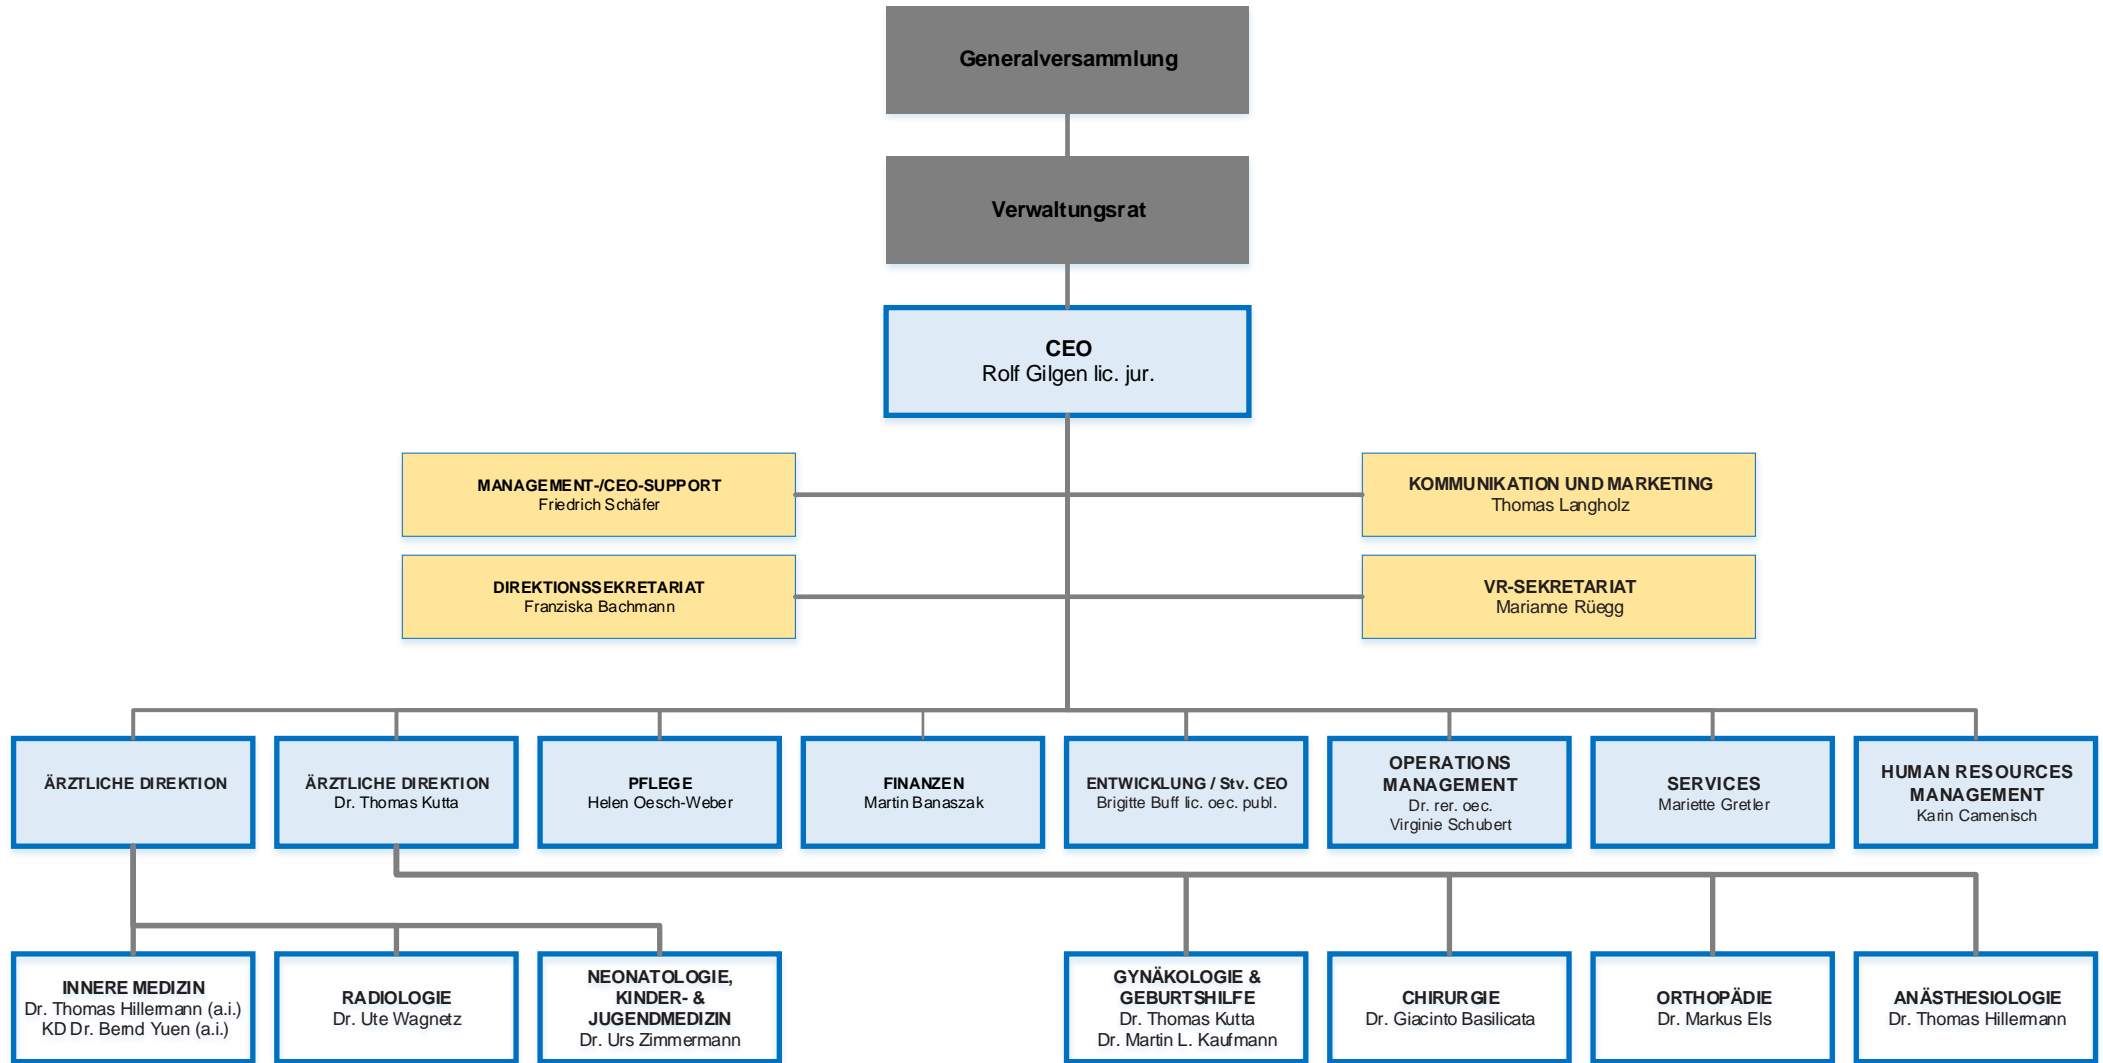 Generalversammlung
Verwaltungsrat
CEO
Rolf Gilgen lic. jur.
MANAGEMENT-/CEO-SUPPORT
Friedrich Schäfer
KOMMUNIKATION UND MARKETING
Thomas Langholz
DIREKTIONSSEKRETARIAT
Franziska Bachmann
VR-SEKRETARIAT
Marianne Rüegg
ÄRZTLICHE DIREKTION
ÄRZTLICHE DIREKTION
Dr. Thomas Kutta
PFLEGE
Helen Oesch-Weber
FINANZEN
Martin Banaszak
ENTWICKLUNG / Stv. CEO
Brigitte Buff lic. oec. publ.
OPERATIONS
MANAGEMENT
Dr. rer. oec.
Virginie Schubert
SERVICES
Mariette Gretler
HUMAN RESOURCES
MANAGEMENT
Karin Camenisch
INNERE MEDIZIN
Dr. Thomas Hillermann (a.i.)
KD Dr. Bernd Yuen (a.i.)
RADIOLOGIE
Dr. Ute Wagnetz
NEONATOLOGIE,
KINDER- &
JUGENDMEDIZIN
Dr. Urs Zimmermann
GYNÄKOLOGIE &
GEBURTSHILFE
Dr. Thomas Kutta
Dr. Martin L. Kaufmann
CHIRURGIE
Dr. Giacinto Basilicata
ORTHOPÄDIE
Dr. Markus Els
ANÄSTHESIOLOGIE
Dr. Thomas Hillermann